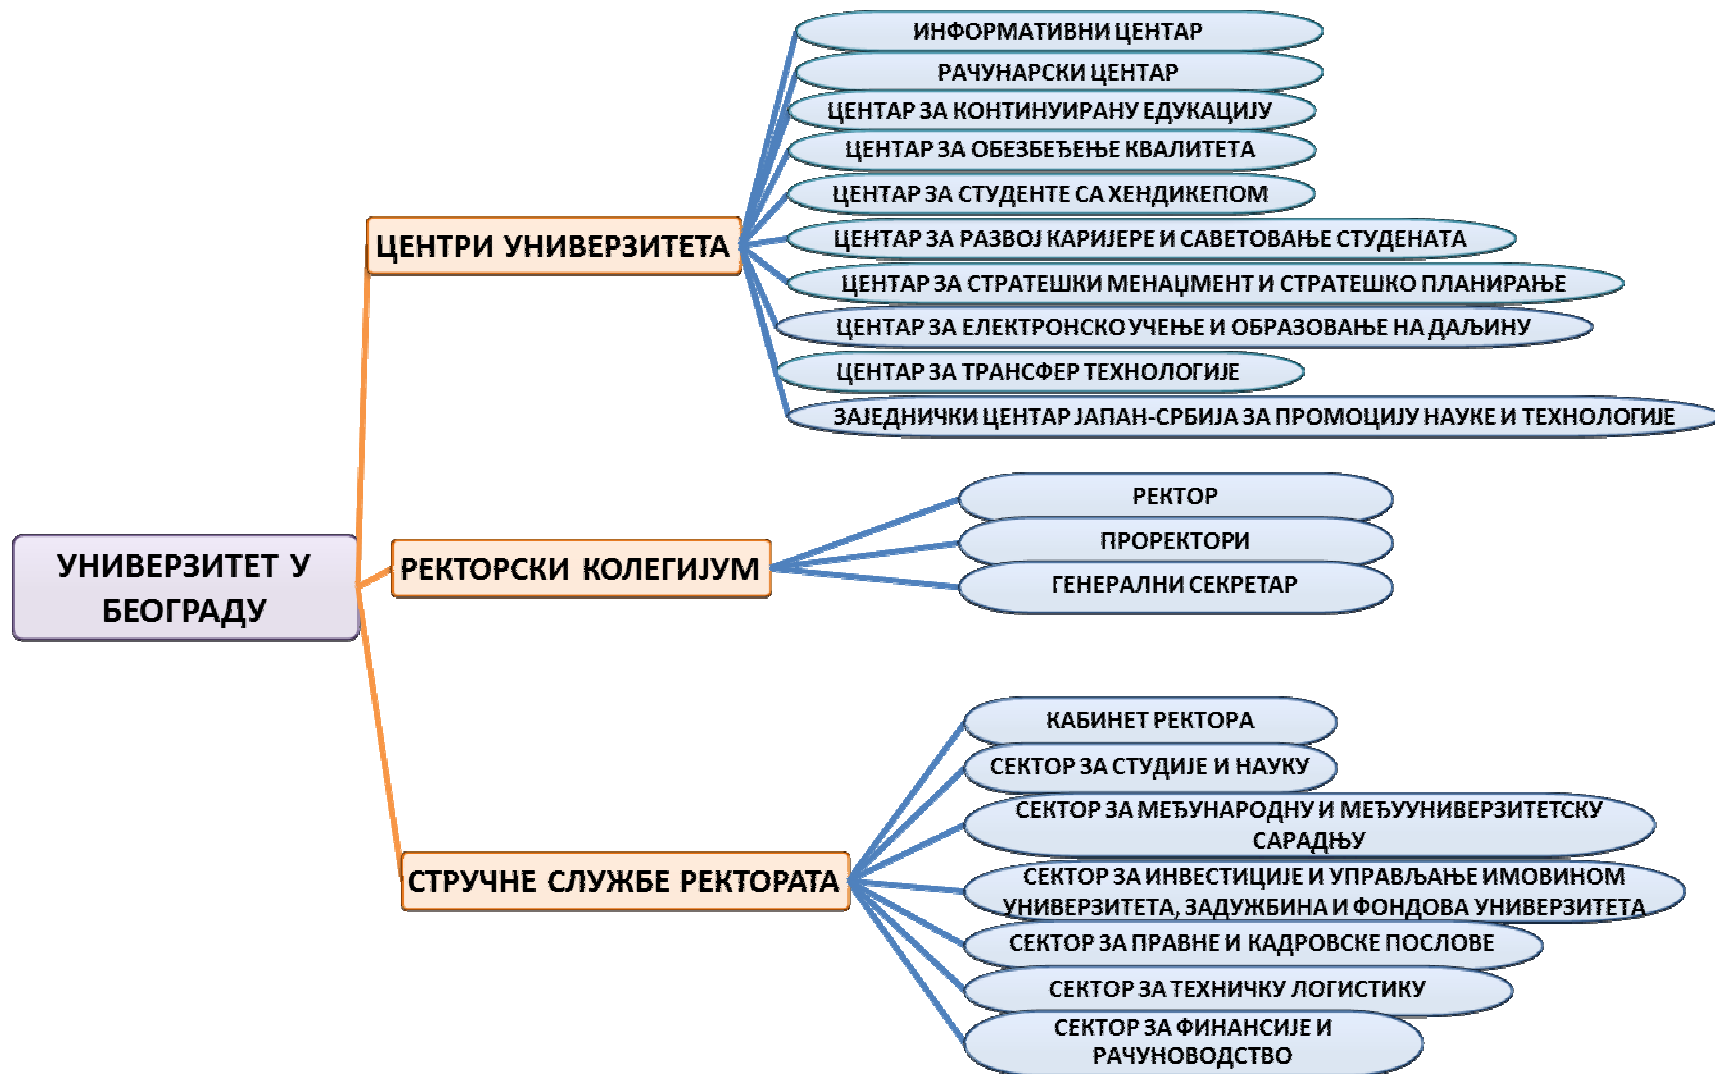 ИНФОРМАТИВНИ ЦЕНТАР
РАЧУНАРСКИ ЦЕНТАР
ЦЕНТАР ЗА КОНТИНУИРАНУ ЕДУКАЦИЈУ
ЦЕНТАР ЗА ОБЕЗБЕЂЕЊЕ КВАЛИТЕТА
ЦЕНТАР ЗА СТУДЕНТЕ СА ХЕНДИКЕПОМ
ЦЕНТРИ УНИВЕРЗИТЕТА
ЦЕНТАР ЗА РАЗВОЈ КАРИЈЕРЕ И САВЕТОВАЊЕ СТУДЕНАТА
ЦЕНТАР ЗА СТРАТЕШКИ МЕНАЏМЕНТ И СТРАТЕШКО ПЛАНИРАЊЕ
ЦЕНТАР ЗА ЕЛЕКТРОНСКО УЧЕЊЕ И ОБРАЗОВАЊЕ НА ДАЉИНУ
ЦЕНТАР ЗА ТРАНСФЕР ТЕХНОЛОГИЈЕ
ЗАЈЕДНИЧКИ ЦЕНТАР ЈАПАН-СРБИЈА ЗА ПРОМОЦИЈУ НАУКЕ И ТЕХНОЛОГИЈЕ
РЕКТОР
ПРОРЕКТОРИ
УНИВЕРЗИТЕТ У
БЕОГРАДУ
РЕКТОРСКИ КОЛЕГИЈУМ
ГЕНЕРАЛНИ СЕКРЕТАР
КАБИНЕТ РЕКТОРА
СЕКТОР ЗА СТУДИЈЕ И НАУКУ
СЕКТОР ЗА МЕЂУНАРОДНУ И МЕЂУУНИВЕРЗИТЕТСКУ
САРАДЊУ
СТРУЧНЕ СЛУЖБЕ РЕКТОРАТА
СЕКТОР ЗА ИНВЕСТИЦИЈЕ И УПРАВЉАЊЕ ИМОВИНОМ
УНИВЕРЗИТЕТА, ЗАДУЖБИНА И ФОНДОВА УНИВЕРЗИТЕТА
СЕКТОР ЗА ПРАВНЕ И КАДРОВСКЕ ПОСЛОВЕ
СЕКТОР ЗА ТЕХНИЧКУ ЛОГИСТИКУ
СЕКТОР ЗА ФИНАНСИЈЕ И
РАЧУНОВОДСТВО